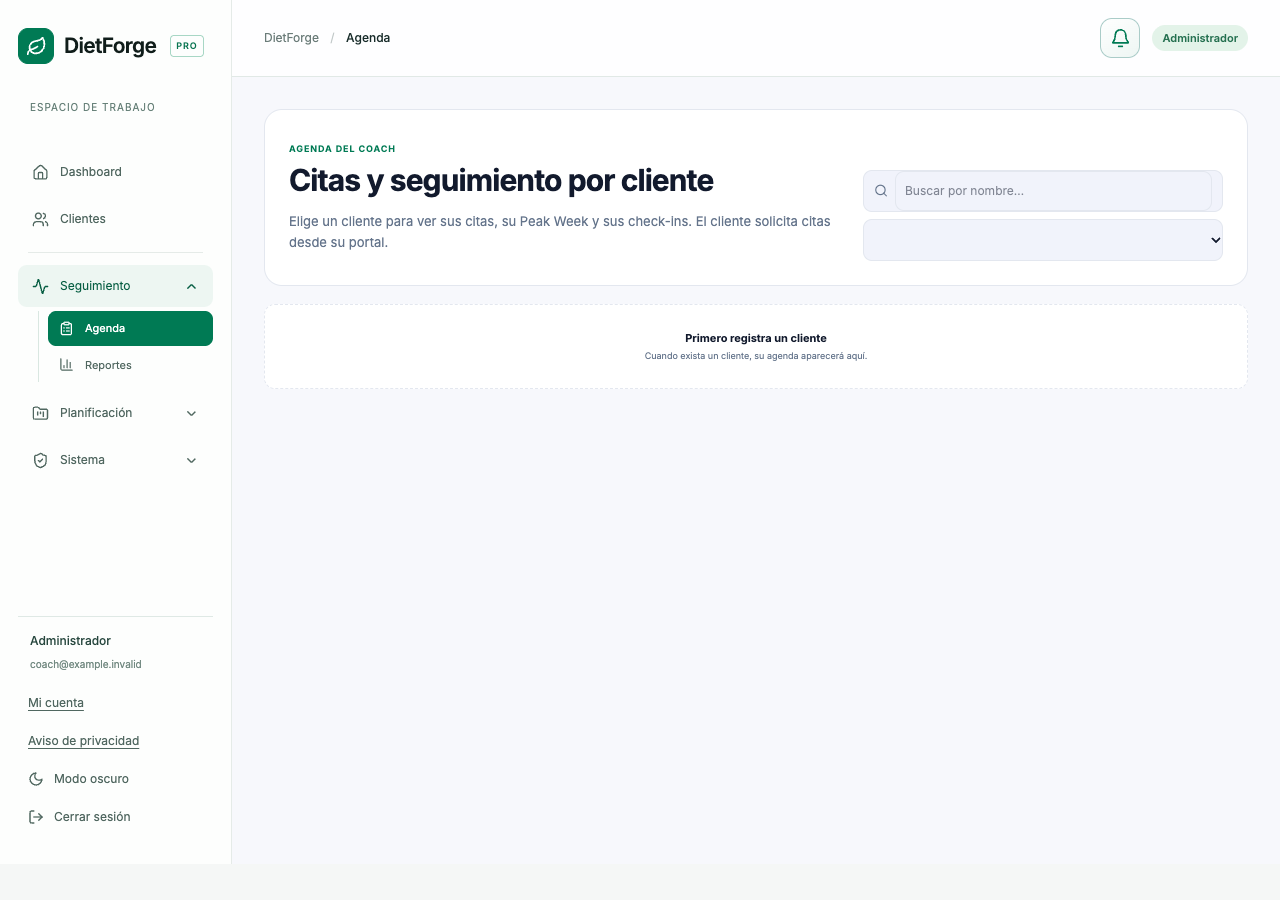 DietForge PRO
ESPACIO DE TRABAJO
Dashboard
Clientes
Seguimiento
Agenda
Reportes
Planificación
Sistema
Administrador
coach@example.invalid
Mi cuenta
Aviso de privacidad
Modo oscuro
Cerrar sesión
DietForge / Agenda
Administrador
AGENDA DEL COACH
Citas y seguimiento por cliente
Elige un cliente para ver sus citas, su Peak Week y sus check-ins. El cliente solicita citas
desde su portal.
Buscar por nombre...
Primero registra un cliente
Cuando exista un cliente, su agenda aparecerá aquí.